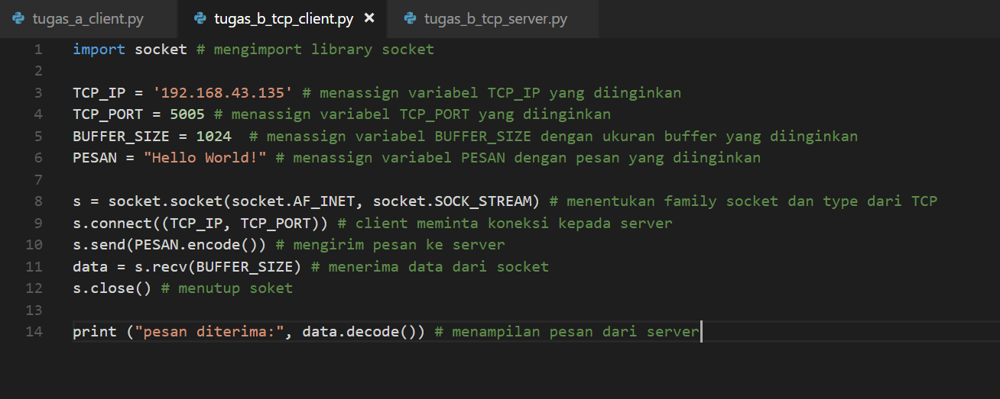 tugas_a_client.py tugas_b_tcp_client.py × tugas_b_tcp_server.py
1 import socket # mengimport library socket
2
3 TCP_IP = '192.168.43.135' # menassign variabel TCP_IP yang diinginkan
4 TCP_PORT = 5005 # menassign variabel TCP_PORT yang diinginkan
5 BUFFER_SIZE = 1024  # menassign variabel BUFFER_SIZE dengan ukuran buffer yang diinginkan
6 PESAN = "Hello World!" # menassign variabel PESAN dengan pesan yang diinginkan
7
8 s = socket.socket(socket.AF_INET, socket.SOCK_STREAM) # menentukan family socket dan type dari TCP
9 s.connect((TCP_IP, TCP_PORT)) # client meminta koneksi kepada server
10 s.send(PESAN.encode()) # mengirim pesan ke server
11 data = s.recv(BUFFER_SIZE) # menerima data dari socket
12 s.close() # menutup soket
13
14 print ("pesan diterima:", data.decode()) # menampilan pesan dari server